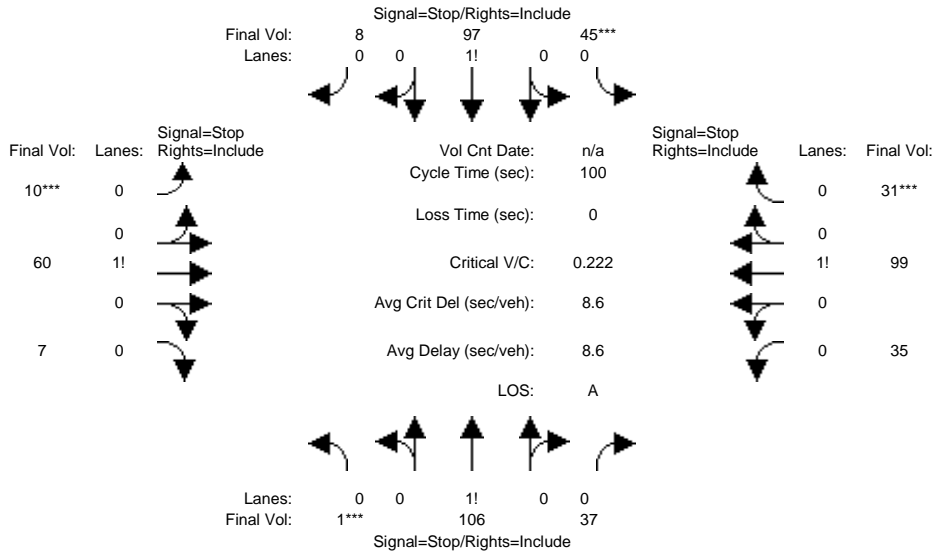 Signal=Stop/Rights=Include
Final Vol: 8 97 45***
Lanes: 0 0 1! 0 0
Signal=Stop
Final Vol: Lanes: Rights=Include
Vol Cnt Date: n/a
Signal=Stop
Rights=Include Lanes: Final Vol:
Cycle Time (sec): 100
10*** 0
0 31***
Loss Time (sec): 0
0
0
60 1!
Critical V/C: 0.222
1! 99
0
Avg Crit Del (sec/veh): 8.6
0
7 0
Avg Delay (sec/veh): 8.6
0 35
LOS: A
Lanes: 0 0 1! 0 0
Final Vol: 1*** 106 37
Signal=Stop/Rights=Include